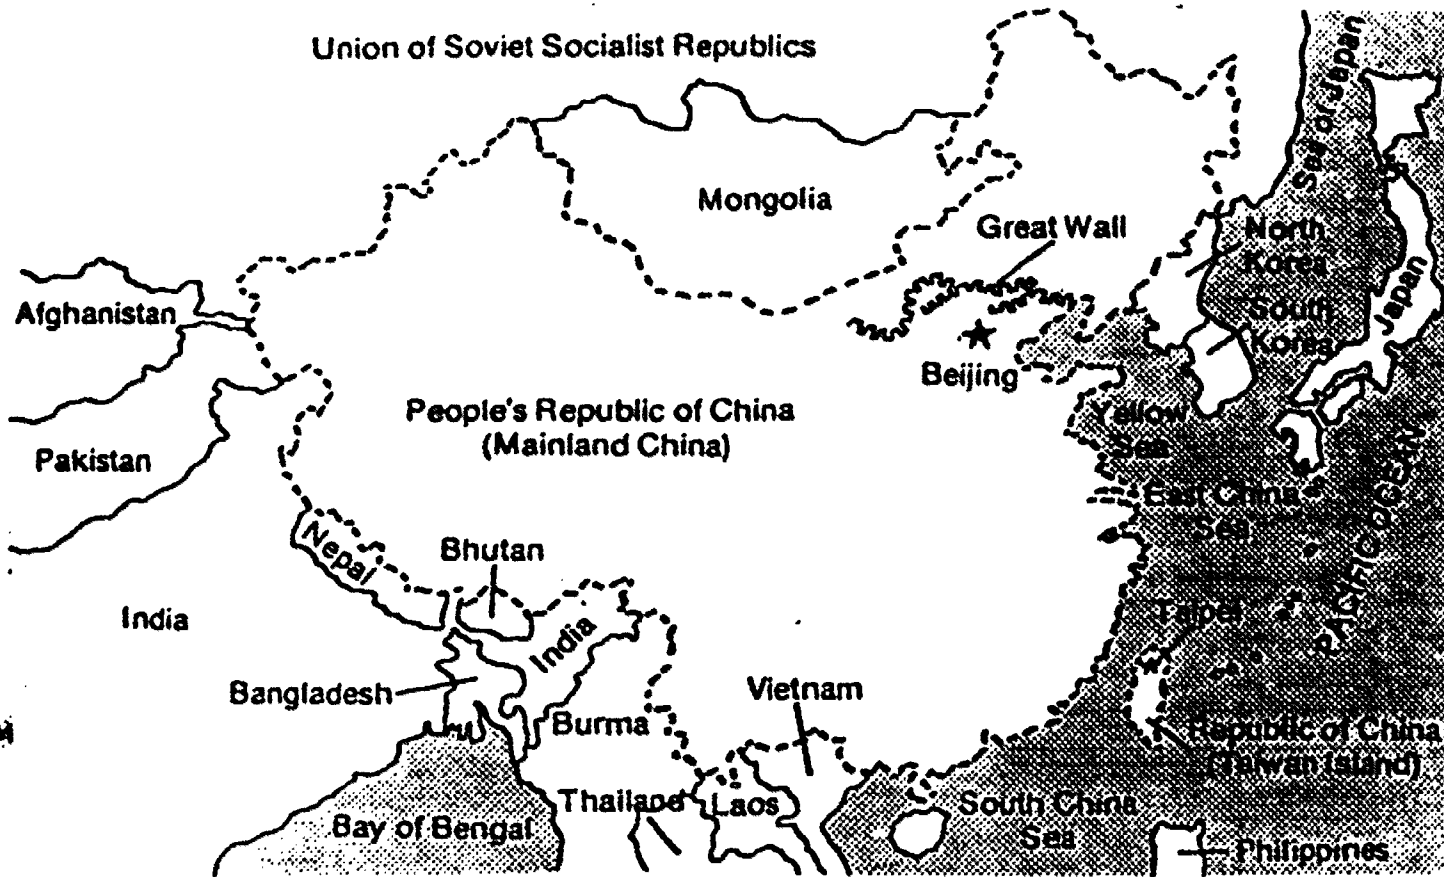 Union of Soviet Socialist Republics
Sea of Japan
Mongolia
Great Wall
North
Korea
Afghanistan
South
Korea
Japan
Beijing
People's Republic of China
(Mainland China)
Yellow
Sea
Pakistan
East China
Sea
PACIFIC OCEAN
Nepal
Bhutan
India
Taipei
India
Bangladesh
Vietnam
Burma
Republic of China
(Taiwan Island)
Thailand
Laos
South China
Sea
Bay of Bengal
Philippines